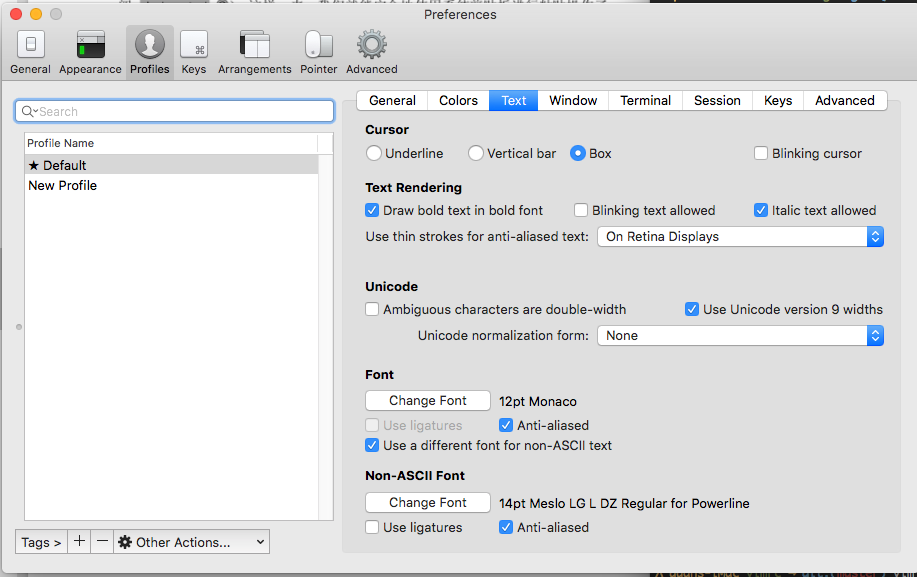 Preferences
General Appearance Profiles Keys Arrangements Pointer Advanced
Search
Profile Name
★ Default
New Profile
Tags > + − Other Actions...
General Colors Text Window Terminal Session Keys Advanced
Cursor
Underline Vertical bar Box Blinking cursor
Text Rendering
Draw bold text in bold font Blinking text allowed Italic text allowed
Use thin strokes for anti-aliased text: On Retina Displays
Unicode
Ambiguous characters are double-width Use Unicode version 9 widths
Unicode normalization form: None
Font
Change Font 12pt Monaco
Use ligatures Anti-aliased
Use a different font for non-ASCII text
Non-ASCII Font
Change Font 14pt Meslo LG L DZ Regular for Powerline
Use ligatures Anti-aliased